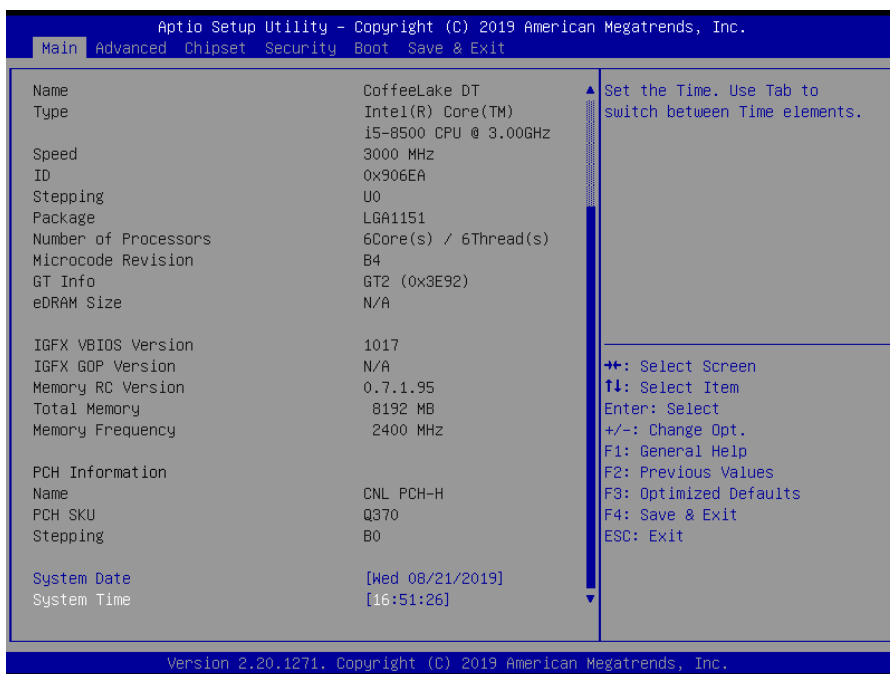 Aptio Setup Utility – Copyright (C) 2019 American Megatrends, Inc.
Main Advanced Chipset Security Boot Save & Exit
Name CoffeeLake DT
Type Intel(R) Core(TM)
i5-8500 CPU @ 3.00GHz
Speed 3000 MHz
ID 0x906EA
Stepping U0
Package LGA1151
Number of Processors 6Core(s) / 6Thread(s)
Microcode Revision B4
GT Info GT2 (0x3E92)
eDRAM Size N/A
IGFX VBIOS Version 1017
IGFX GOP Version N/A
Memory RC Version 0.7.1.95
Total Memory 8192 MB
Memory Frequency 2400 MHz
PCH Information
Name CNL PCH-H
PCH SKU Q370
Stepping B0
System Date [Wed 08/21/2019]
System Time [16:51:26]
Set the Time. Use Tab to
switch between Time elements.
→←: Select Screen
↑↓: Select Item
Enter: Select
+/-: Change Opt.
F1: General Help
F2: Previous Values
F3: Optimized Defaults
F4: Save & Exit
ESC: Exit
Version 2.20.1271. Copyright (C) 2019 American Megatrends, Inc.